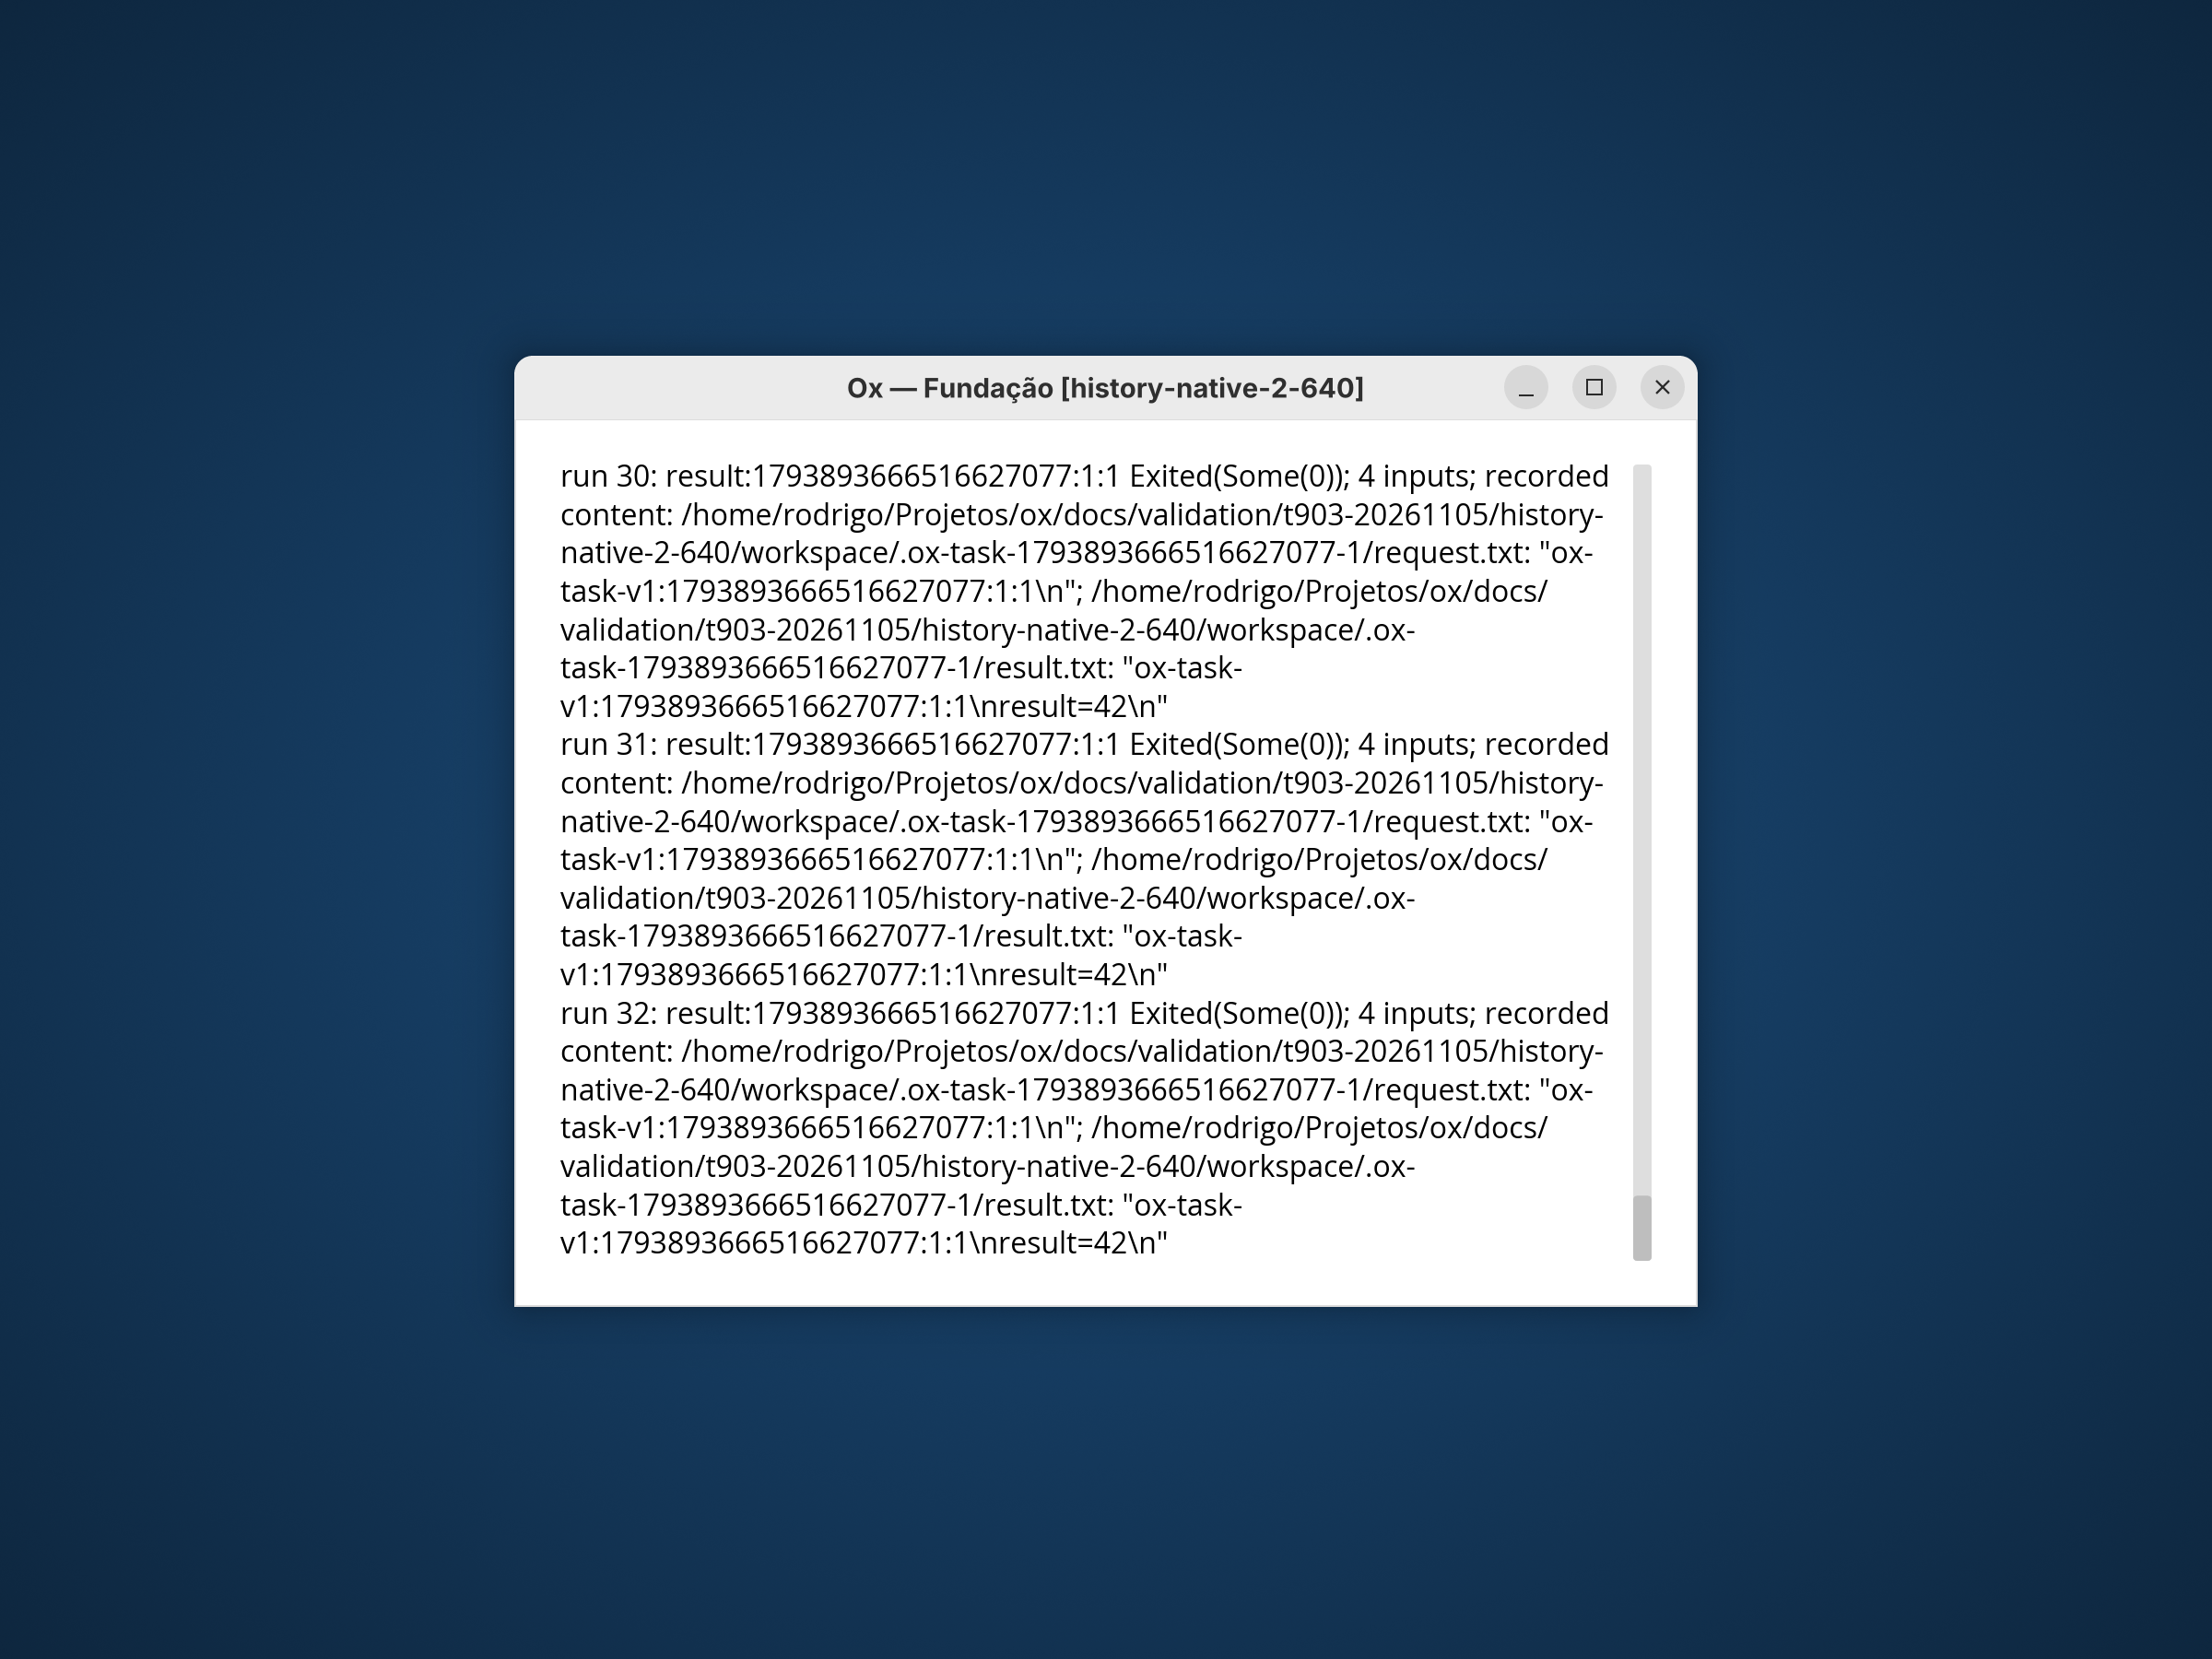 Ox — Fundação [history-native-2-640]
run 30: result:1793893666516627077:1:1 Exited(Some(0)); 4 inputs; recorded
content: /home/rodrigo/Projetos/ox/docs/validation/t903-20261105/history-
native-2-640/workspace/.ox-task-1793893666516627077-1/request.txt: "ox-
task-v1:1793893666516627077:1:1\n"; /home/rodrigo/Projetos/ox/docs/
validation/t903-20261105/history-native-2-640/workspace/.ox-
task-1793893666516627077-1/result.txt: "ox-task-
v1:1793893666516627077:1:1\nresult=42\n"
run 31: result:1793893666516627077:1:1 Exited(Some(0)); 4 inputs; recorded
content: /home/rodrigo/Projetos/ox/docs/validation/t903-20261105/history-
native-2-640/workspace/.ox-task-1793893666516627077-1/request.txt: "ox-
task-v1:1793893666516627077:1:1\n"; /home/rodrigo/Projetos/ox/docs/
validation/t903-20261105/history-native-2-640/workspace/.ox-
task-1793893666516627077-1/result.txt: "ox-task-
v1:1793893666516627077:1:1\nresult=42\n"
run 32: result:1793893666516627077:1:1 Exited(Some(0)); 4 inputs; recorded
content: /home/rodrigo/Projetos/ox/docs/validation/t903-20261105/history-
native-2-640/workspace/.ox-task-1793893666516627077-1/request.txt: "ox-
task-v1:1793893666516627077:1:1\n"; /home/rodrigo/Projetos/ox/docs/
validation/t903-20261105/history-native-2-640/workspace/.ox-
task-1793893666516627077-1/result.txt: "ox-task-
v1:1793893666516627077:1:1\nresult=42\n"